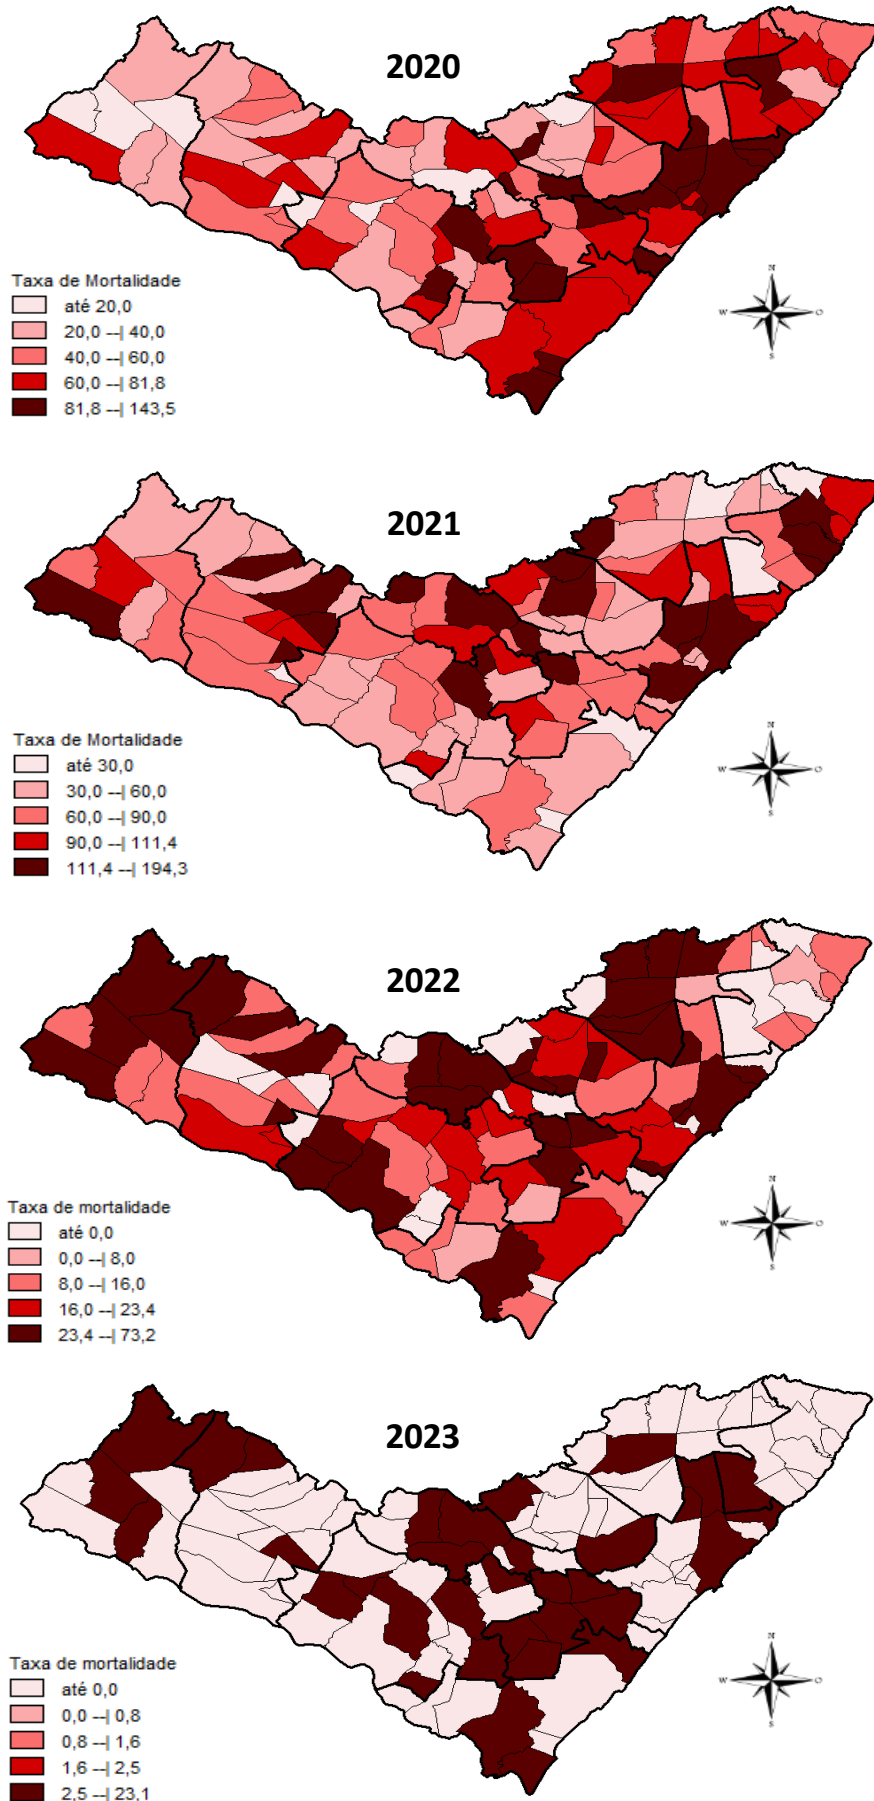 2020
Taxa de Mortalidade
até 20,0
20,0 --| 40,0
40,0 --| 60,0
60,0 --| 81,8
81,8 --| 143,5
N
W
O
S
2021
Taxa de Mortalidade
até 30,0
30,0 --| 60,0
60,0 --| 90,0
90,0 --| 111,4
111,4 --| 194,3
N
W
O
S
2022
Taxa de mortalidade
até 0,0
0,0 --| 8,0
8,0 --| 16,0
16,0 --| 23,4
23,4 --| 73,2
N
W
O
S
2023
Taxa de mortalidade
até 0,0
0,0 --| 0,8
0,8 --| 1,6
1,6 --| 2,5
2,5 --| 23,1
N
W
O
S